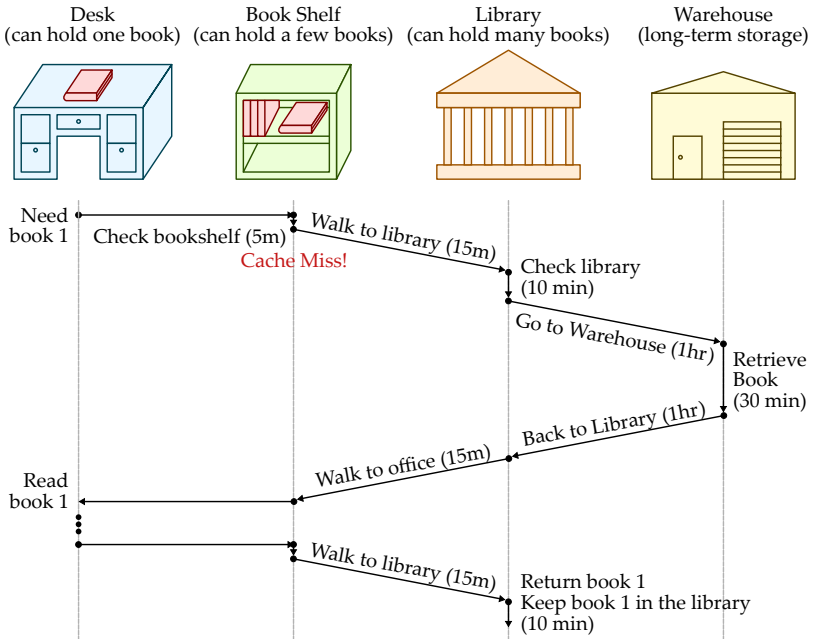 Desk
(can hold one book)
Book Shelf
(can hold a few books)
Library
(can hold many books)
Warehouse
(long-term storage)
Need
book 1
Check bookshelf (5m)
Cache Miss!
Walk to library (15m)
Check library
(10 min)
Go to Warehouse (1hr)
Retrieve
Book
(30 min)
Back to Library (1hr)
Walk to office (15m)
Read
book 1
Walk to library (15m)
Return book 1
Keep book 1 in the library
(10 min)